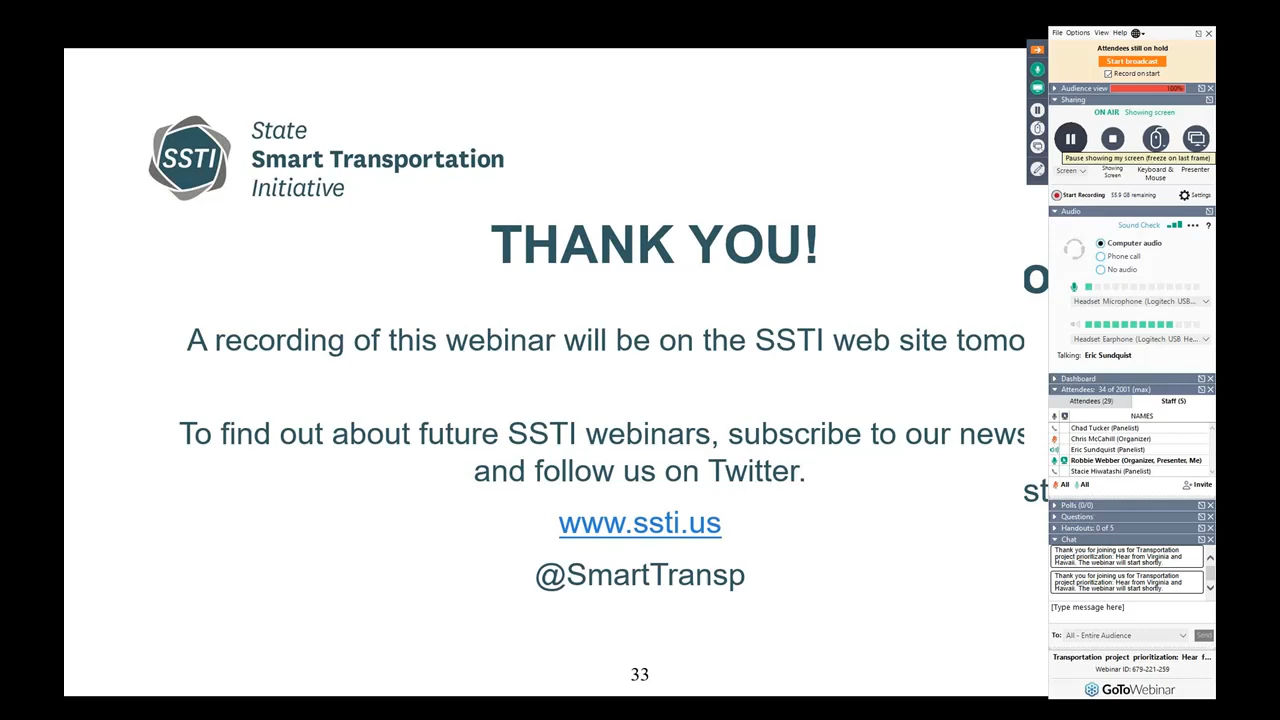 SSTI
State
Smart Transportation
Initiative
THANK YOU!
A recording of this webinar will be on the SSTI web site tomo
To find out about future SSTI webinars, subscribe to our news
and follow us on Twitter.
www.ssti.us
@SmartTransp
33
o
st
File Options View Help
Attendees still on hold
Start broadcast
Record on start
Audience view 100%
Sharing
ON AIR Showing screen
Pause showing my screen (freeze on last frame)
Screen
Showing
Screen
Keyboard &
Mouse
Presenter
Start Recording 55.9 GB remaining Settings
Audio
Sound Check ?
Computer audio
Phone call
No audio
Headset Microphone (Logitech USB...
Headset Earphone (Logitech USB He...
Talking: Eric Sundquist
Dashboard
Attendees: 34 of 2001 (max)
Attendees (29) Staff (5)
NAMES
Chad Tucker (Panelist)
Chris McCahill (Organizer)
Eric Sundquist (Panelist)
Robbie Webber (Organizer, Presenter, Me)
Stacie Hiwatashi (Panelist)
All All Invite
Polls (0/0)
Questions
Handouts: 0 of 5
Chat
Thank you for joining us for Transportation
project prioritization: Hear from Virginia and
Hawaii. The webinar will start shortly.
Thank you for joining us for Transportation
project prioritization: Hear from Virginia and
Hawaii. The webinar will start shortly.
[Type message here]
To: All - Entire Audience Send
Transportation project prioritization: Hear f...
Webinar ID: 679-221-259
GoToWebinar